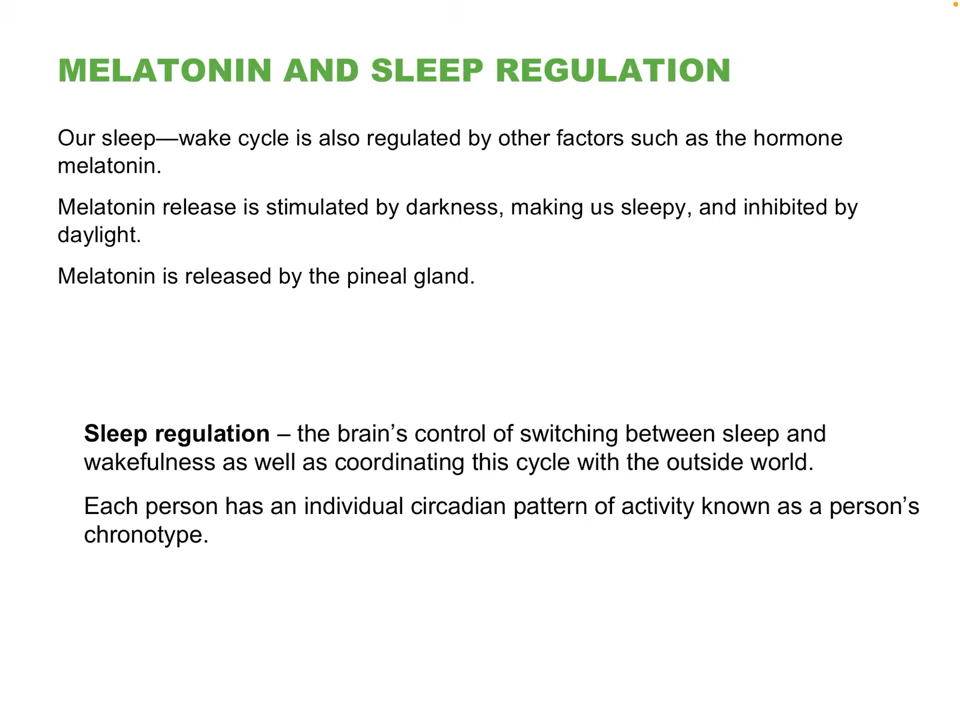 MELATONIN AND SLEEP REGULATION
Our sleep—wake cycle is also regulated by other factors such as the hormone
melatonin.
Melatonin release is stimulated by darkness, making us sleepy, and inhibited by
daylight.
Melatonin is released by the pineal gland.
Sleep regulation – the brain’s control of switching between sleep and
wakefulness as well as coordinating this cycle with the outside world.
Each person has an individual circadian pattern of activity known as a person’s
chronotype.